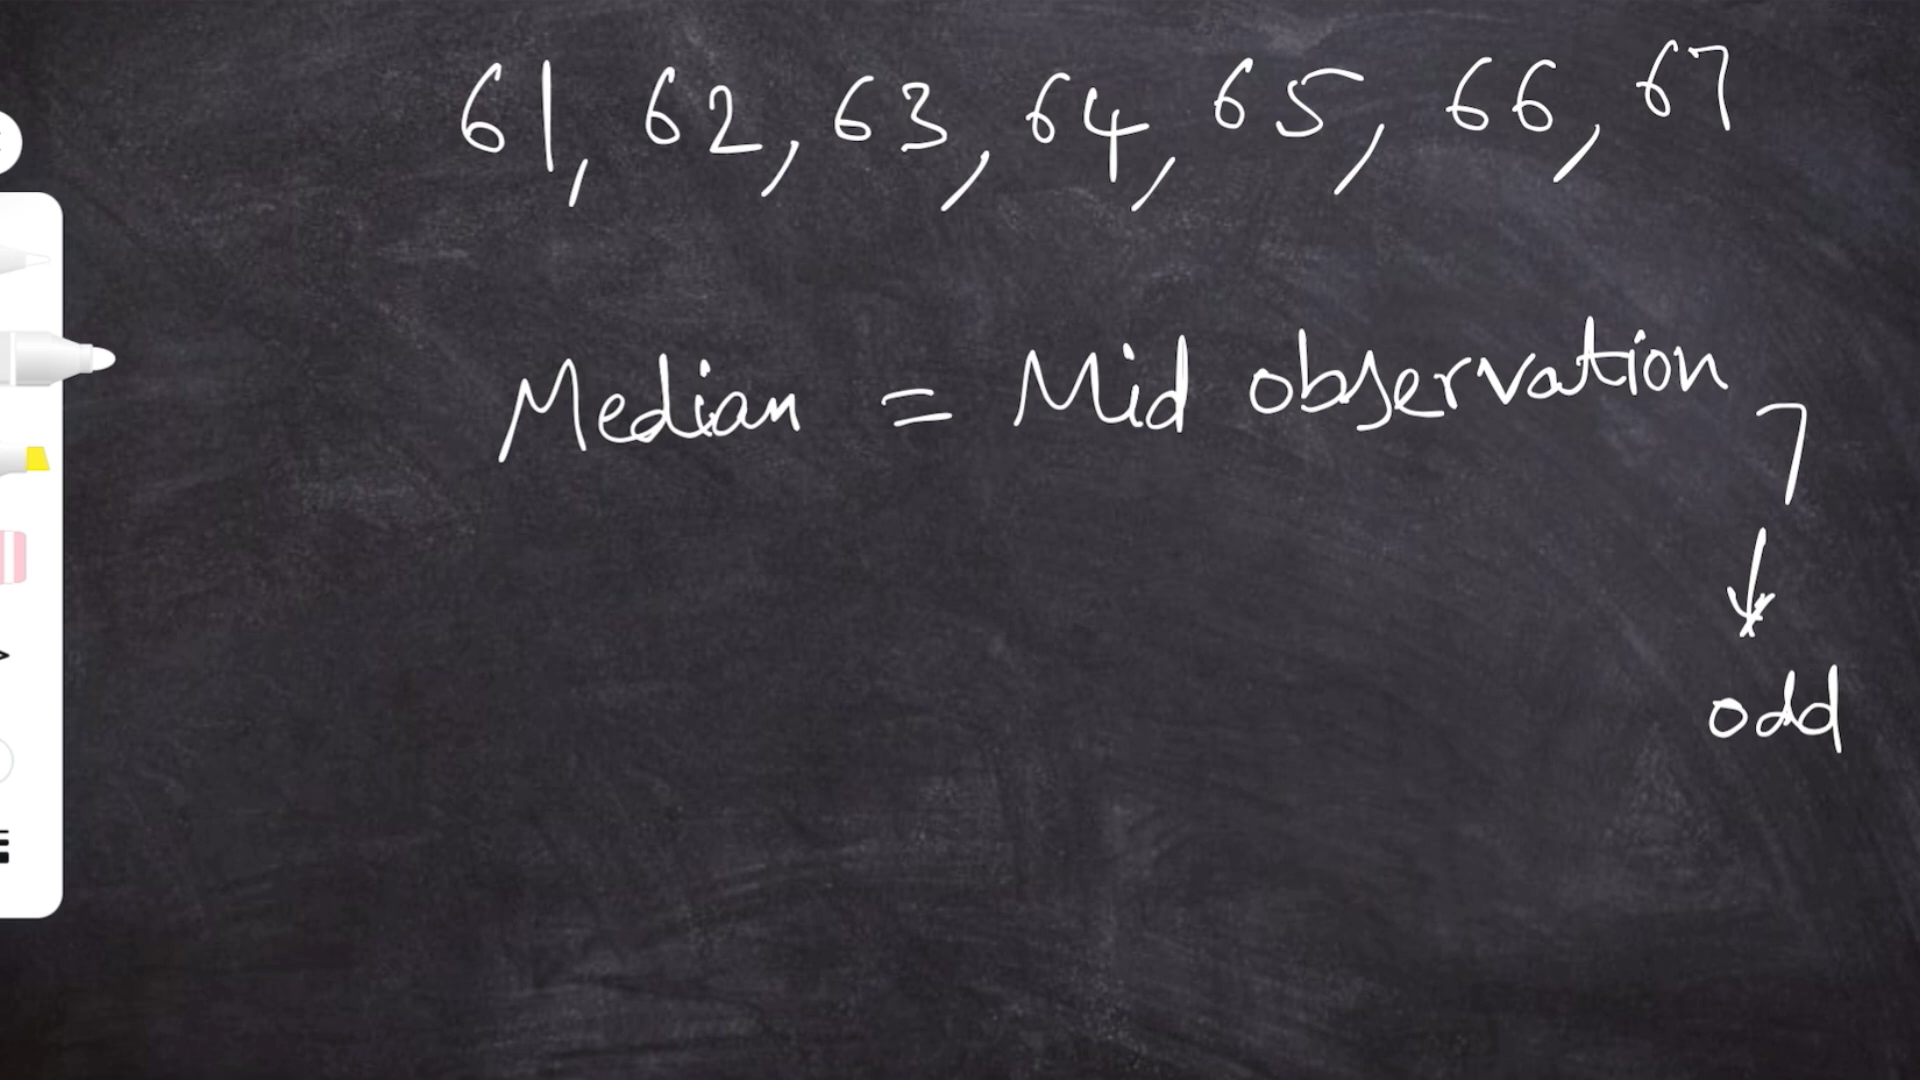 61, 62, 63, 64, 65, 66, 67
Median = Mid observation
7
↓
odd